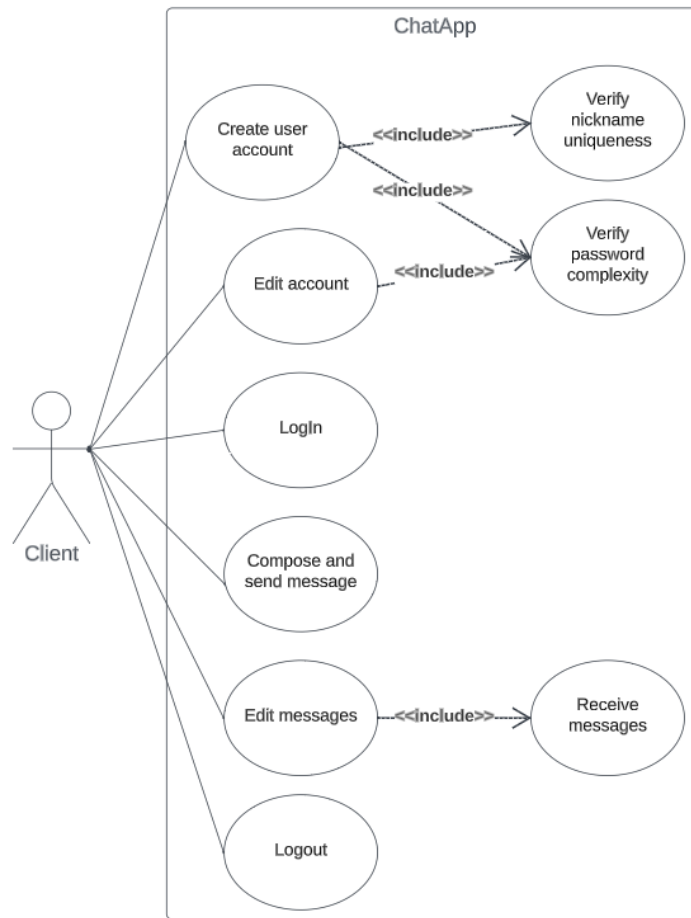 ChatApp
Create user
account
<<include>>
Verify
nickname
uniqueness
<<include>>
Edit account
<<include>>
Verify
password
complexity
LogIn
Client
Compose and
send message
Edit messages
<<include>>
Receive
messages
Logout